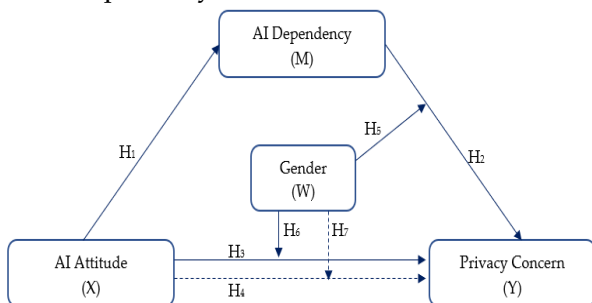 AI Dependency
(M)
H1
H5
H2
Gender
(W)
H6
H7
H3
AI Attitude
(X)
Privacy Concern
(Y)
H4